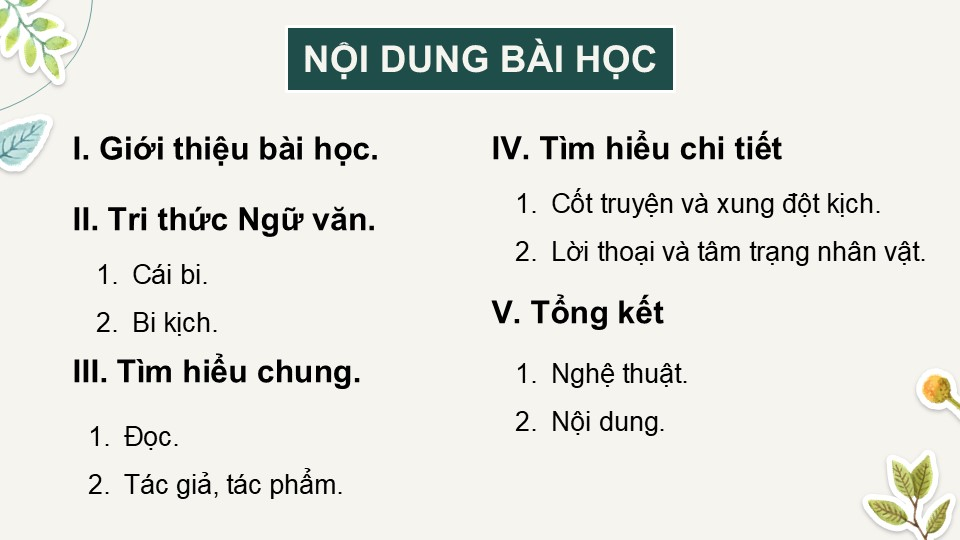 NỘI DUNG BÀI HỌC
I. Giới thiệu bài học.
II. Tri thức Ngữ văn.
1. Cái bi.
2. Bi kịch.
III. Tìm hiểu chung.
1. Đọc.
2. Tác giả, tác phẩm.
IV. Tìm hiểu chi tiết
1. Cốt truyện và xung đột kịch.
2. Lời thoại và tâm trạng nhân vật.
V. Tổng kết
1. Nghệ thuật.
2. Nội dung.